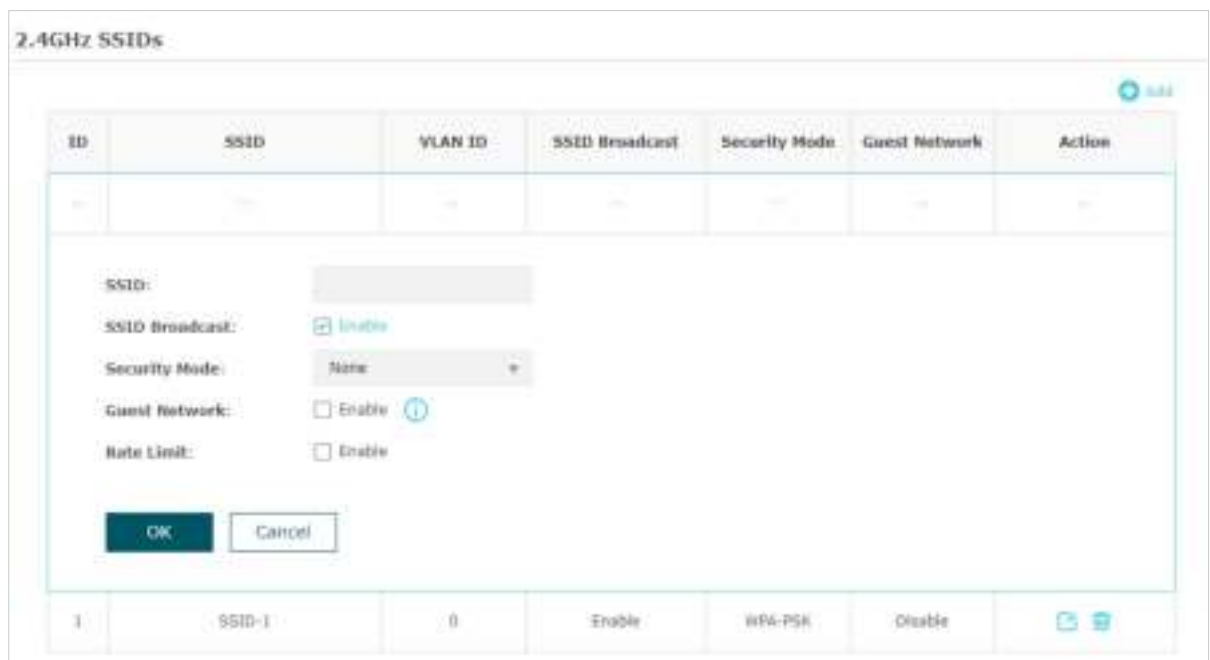 2.4GHz SSIDs
Add
ID SSID VLAN ID SSID Broadcast Security Mode Guest Network Action
-- --- -- -- --- -- --
SSID:
SSID Broadcast: Enable
Security Mode: None
Guest Network: Enable
Rate Limit: Enable
OK Cancel
1 SSID-1 0 Enable WPA-PSK Disable